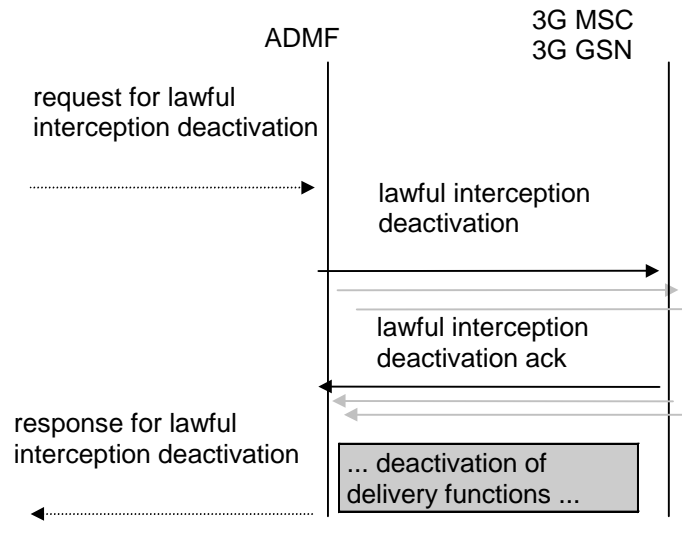 ADMF
3G MSC
3G GSN
request for lawful
interception deactivation
lawful interception
deactivation
lawful interception
deactivation ack
response for lawful
interception deactivation
... deactivation of
delivery functions ...